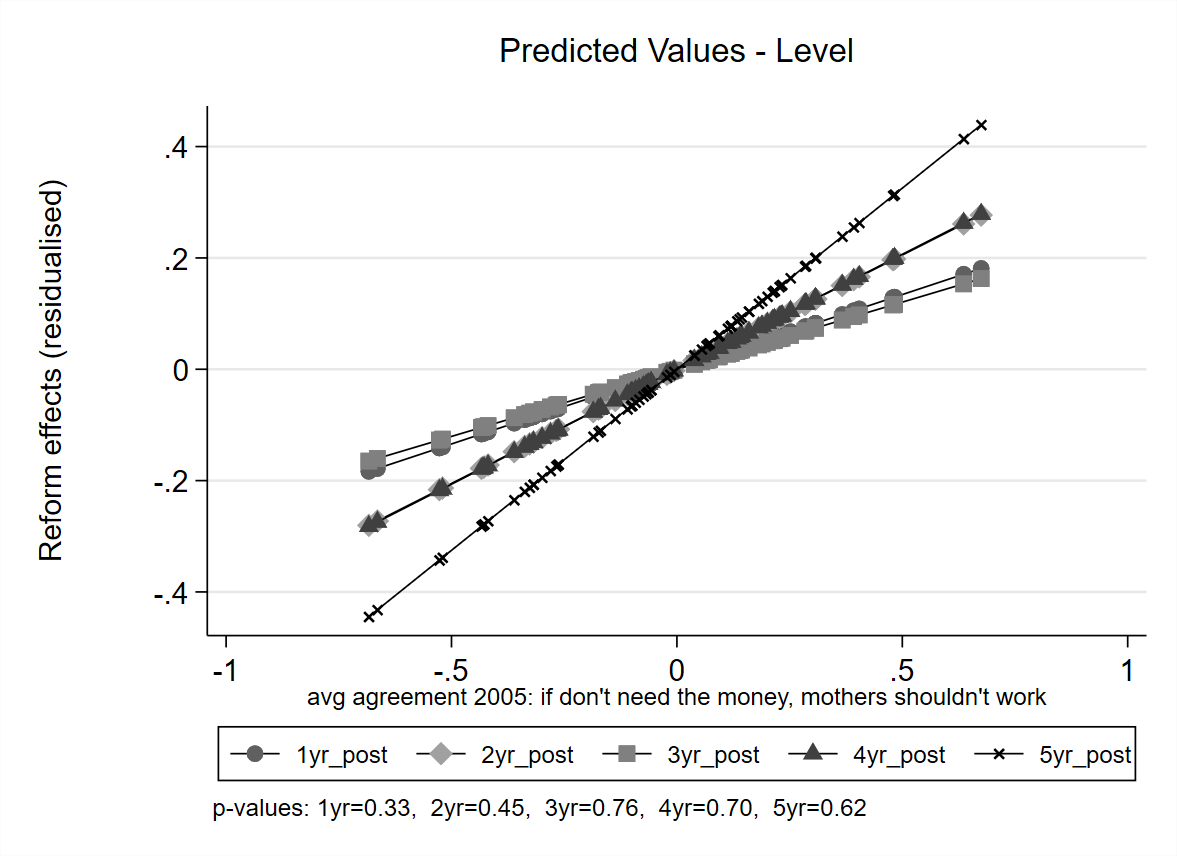 Predicted Values - Level
Reform effects (residualised)
.4
.2
0
-.2
-.4
-1
-.5
0
.5
1
avg agreement 2005: if don't need the money, mothers shouldn't work
1yr_post
2yr_post
3yr_post
4yr_post
5yr_post
p-values: 1yr=0.33, 2yr=0.45, 3yr=0.76, 4yr=0.70, 5yr=0.62